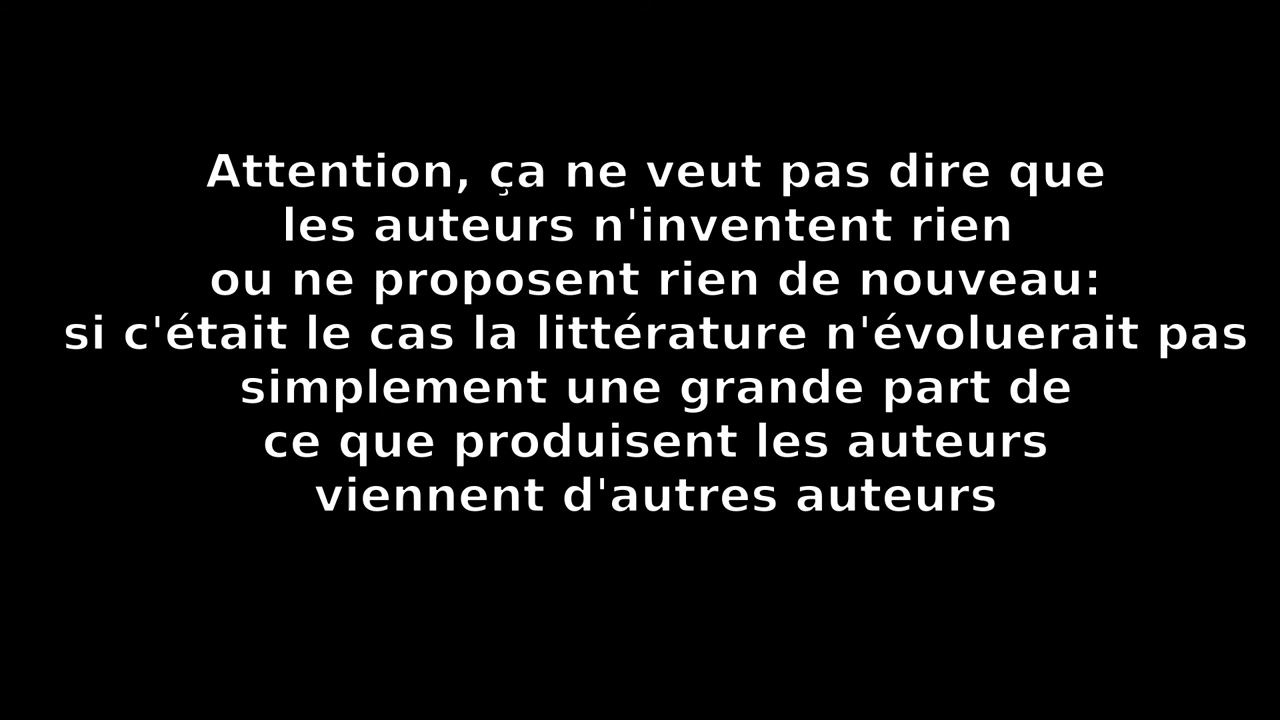 Attention, ça ne veut pas dire que
les auteurs n'inventent rien
ou ne proposent rien de nouveau:
si c'était le cas la littérature n'évoluerait pas
simplement une grande part de
ce que produisent les auteurs
viennent d'autres auteurs